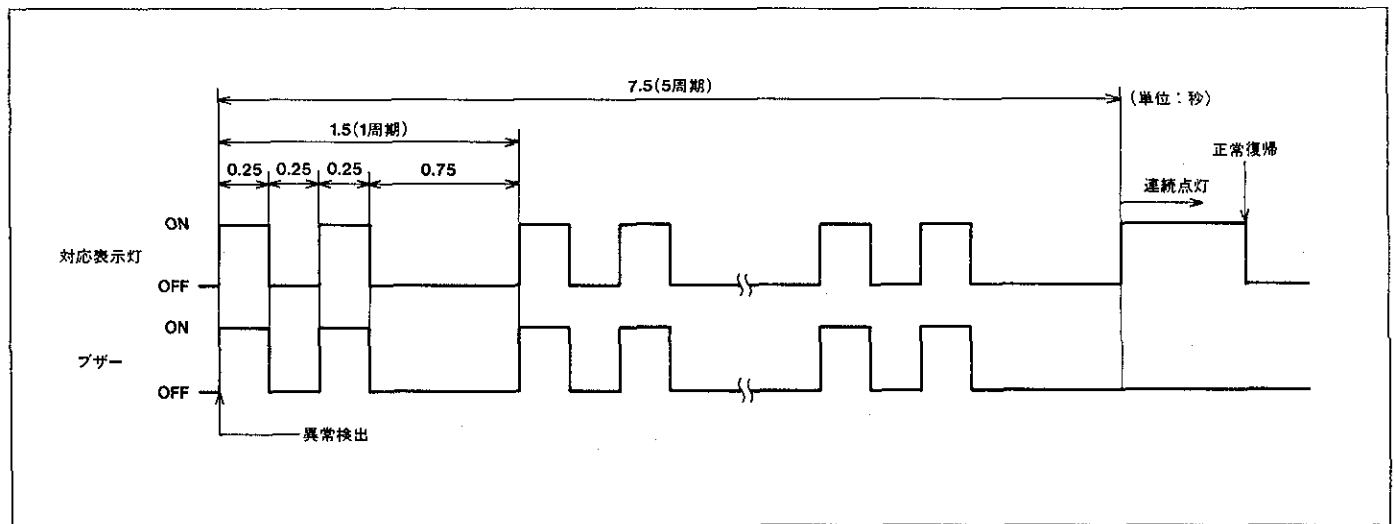 7.5(5周期)
(単位:秒)
1.5(1周期)
正常復帰
0.25 0.25 0.25 0.75
連続点灯
ON
対応表示灯
OFF
ON
ブザー
OFF
異常検出